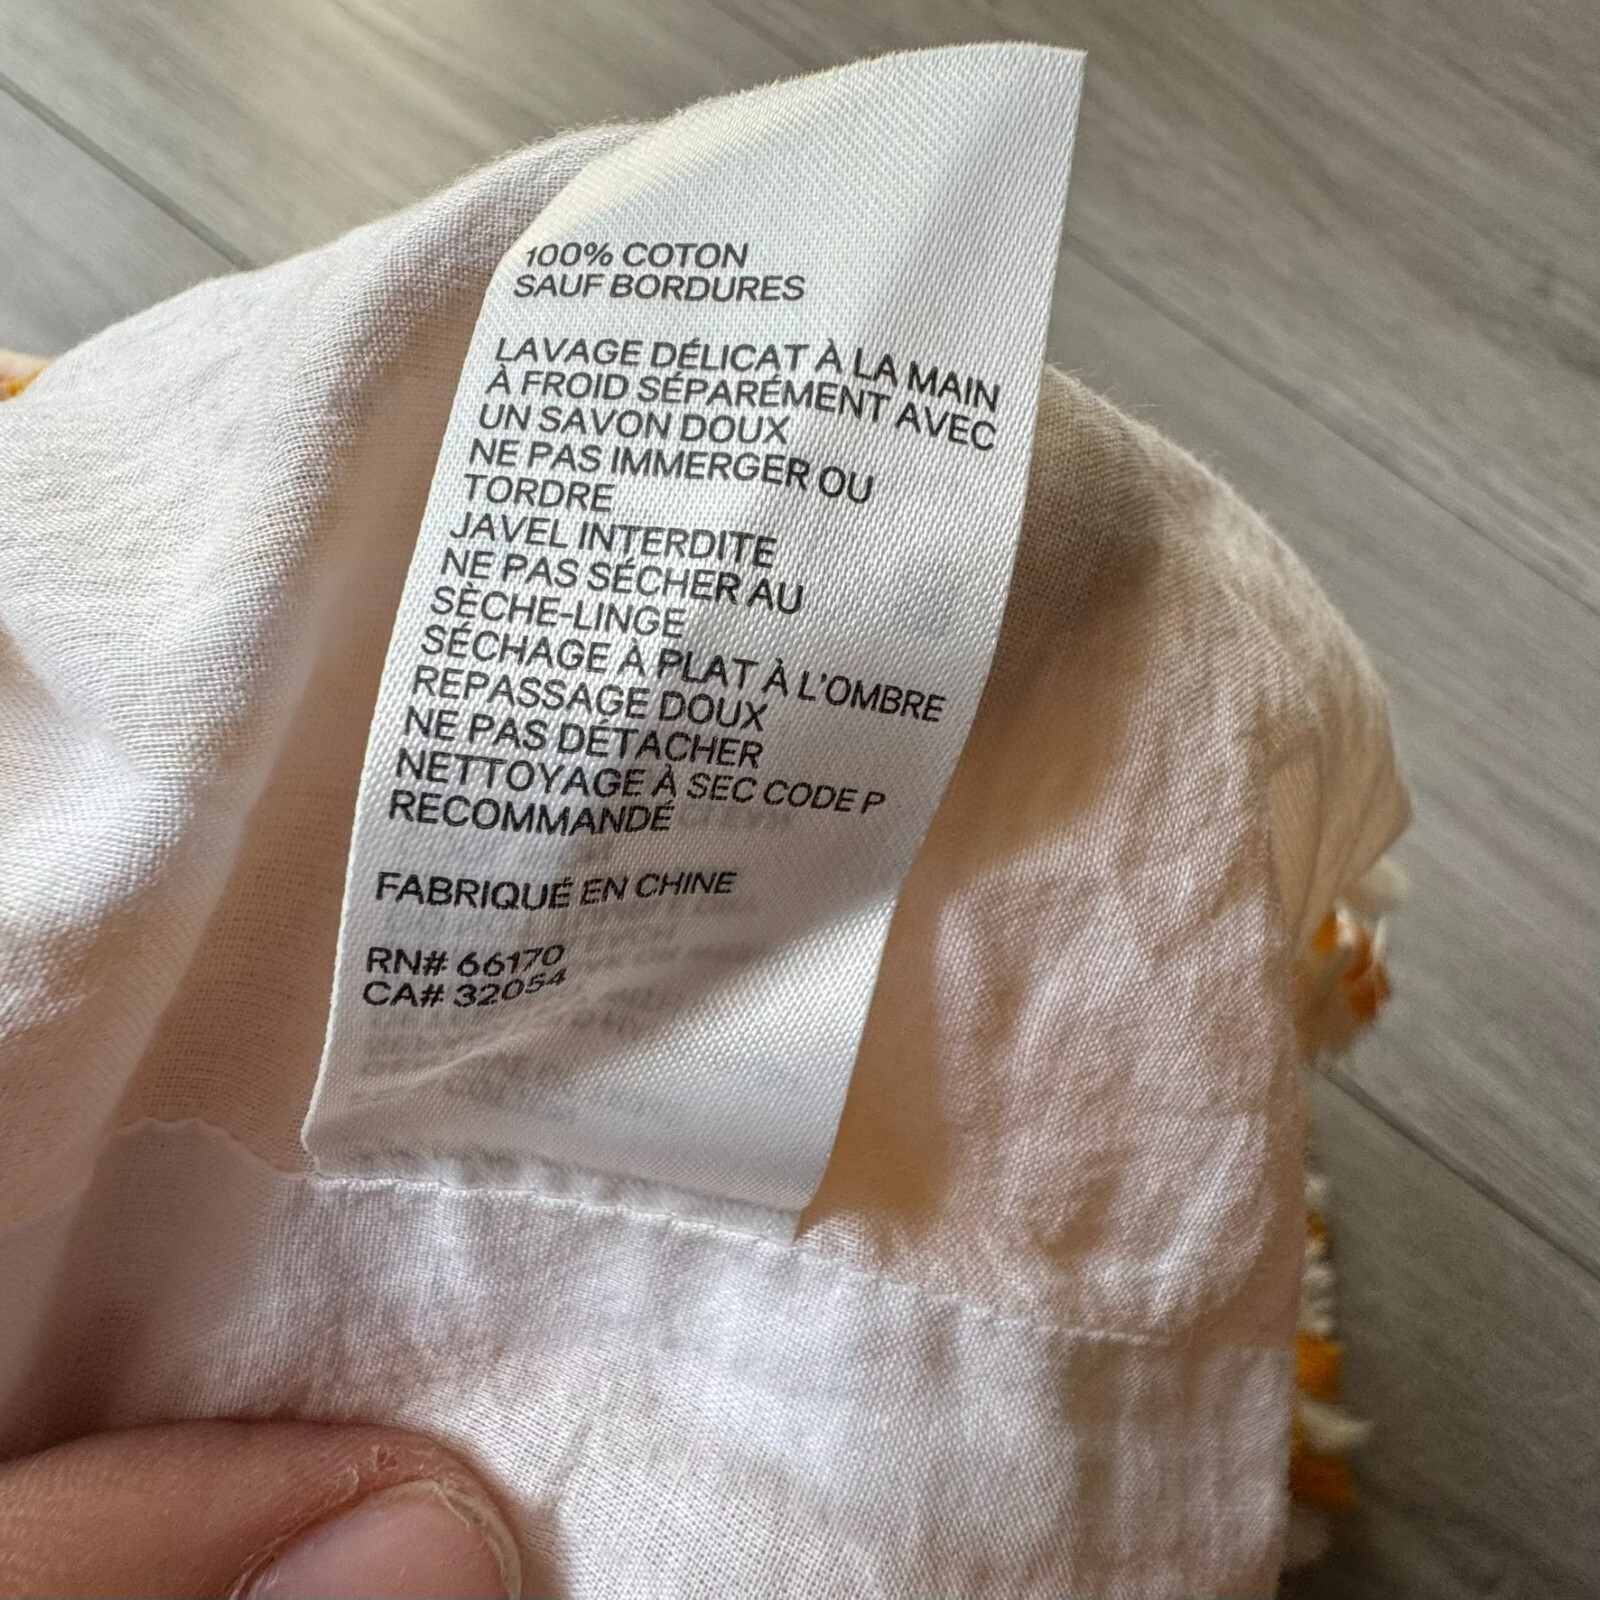 100% COTON
SAUF BORDURES
LAVAGE DÉLICAT À LA MAIN
À FROID SÉPARÉMENT AVEC
UN SAVON DOUX
NE PAS IMMERGER OU
TORDRE
JAVEL INTERDITE
NE PAS SÉCHER AU
SÈCHE-LINGE
SÉCHAGE À PLAT À L'OMBRE
REPASSAGE DOUX
NE PAS DÉTACHER
NETTOYAGE À SEC CODE P
RECOMMANDÉ
FABRIQUÉ EN CHINE
RN# 66170
CA# 32054